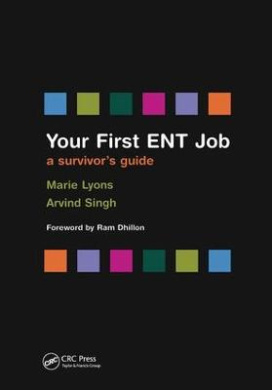 Your First ENT Job
a survivor's guide
Marie Lyons
Arvind Singh
Foreword by Ram Dhillon
CRC CRC Press
Taylor & Francis Group